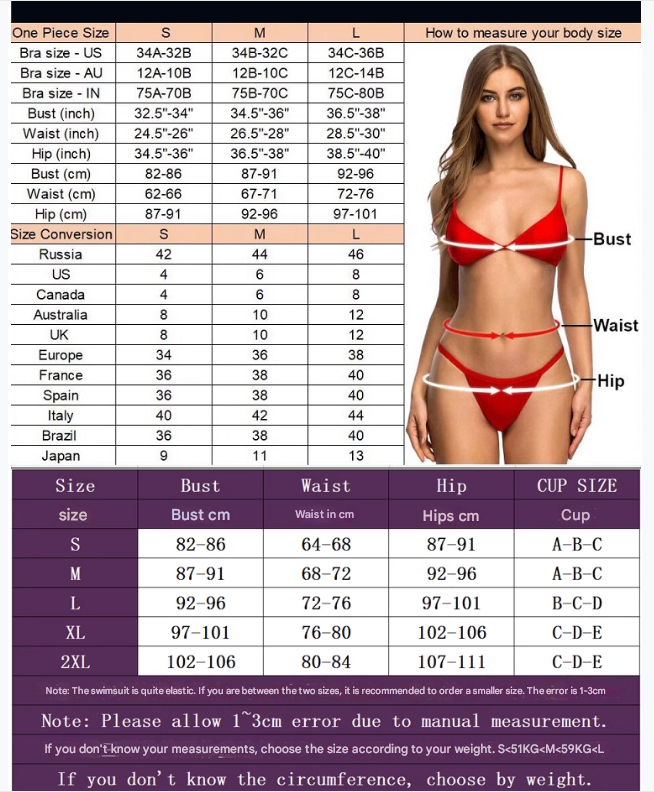 One Piece Size S M L How to measure your body size
Bra size - US 34A-32B 34B-32C 34C-36B
Bra size - AU 12A-10B 12B-10C 12C-14B
Bra size - IN 75A-70B 75B-70C 75C-80B
Bust (inch) 32.5"-34" 34.5"-36" 36.5"-38"
Waist (inch) 24.5"-26" 26.5"-28" 28.5"-30"
Hip (inch) 34.5"-36" 36.5"-38" 38.5"-40"
Bust (cm) 82-86 87-91 92-96
Waist (cm) 62-66 67-71 72-76
Hip (cm) 87-91 92-96 97-101
Size Conversion S M L
Russia 42 44 46
US 4 6 8
Canada 4 6 8
Australia 8 10 12
UK 8 10 12
Europe 34 36 38
France 36 38 40
Spain 36 38 40
Italy 40 42 44
Brazil 36 38 40
Japan 9 11 13
Bust
Waist
Hip
Size Bust Waist Hip CUP SIZE
size Bust cm Waist in cm Hips cm Cup
S 82-86 64-68 87-91 A-B-C
M 87-91 68-72 92-96 A-B-C
L 92-96 72-76 97-101 B-C-D
XL 97-101 76-80 102-106 C-D-E
2XL 102-106 80-84 107-111 C-D-E
Note: The swimsuit is quite elastic. If you are between the two sizes, it is recommended to order a smaller size. The error is 1-3cm
Note: Please allow 1~3cm error due to manual measurement.
If you don't know your measurements, choose the size according to your weight. S<51KG<M<59KG<L
If you don't know the circumference, choose by weight.